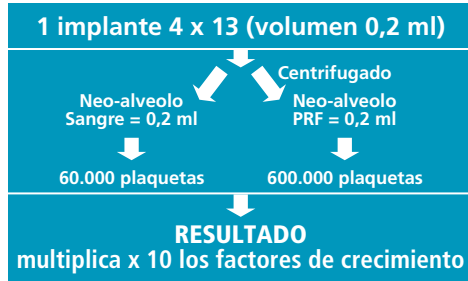 1 implante 4 x 13 (volumen 0,2 ml)
Centrifugado
Neo-alveolo
Sangre = 0,2 ml
Neo-alveolo
PRF = 0,2 ml
60.000 plaquetas
600.000 plaquetas
RESULTADO
multiplica x 10 los factores de crecimiento